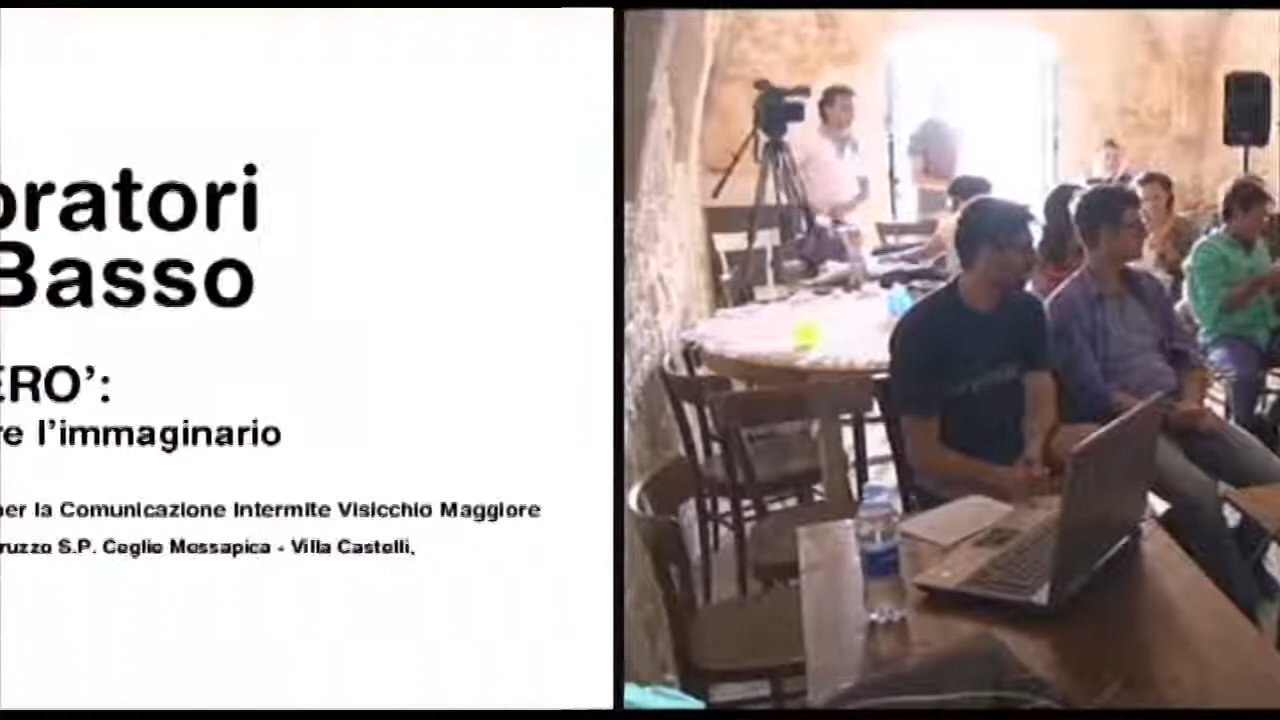 oratori
Basso
ERO’:
re l’immaginario
per la Comunicazione Intermite Visicchio Maggiore
ruzzo S.P. Ceglie Messapica - Villa Castelli,